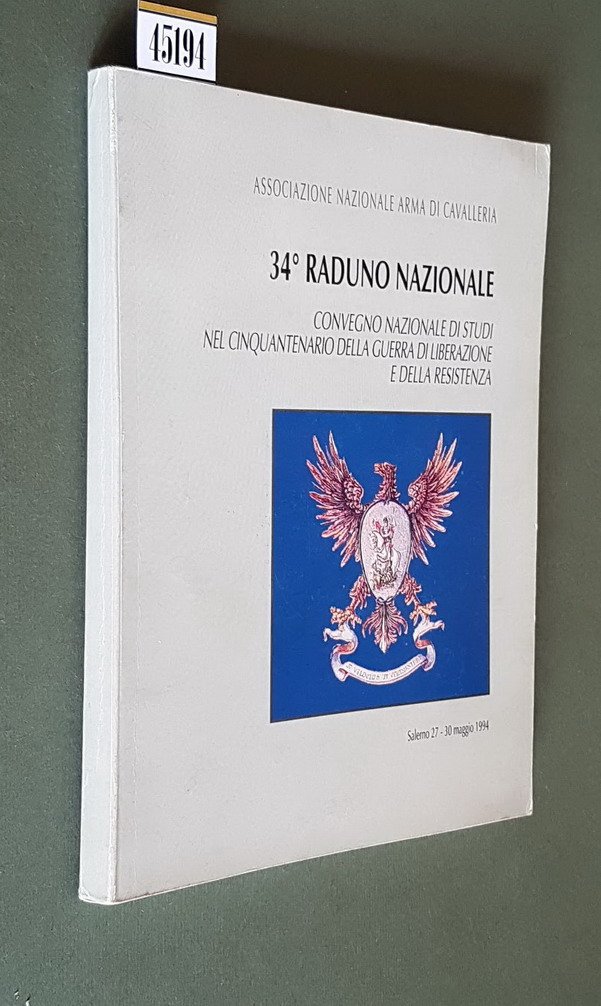 45194
ASSOCIAZIONE NAZIONALE ARMA DI CAVALLERIA
34° RADUNO NAZIONALE
CONVEGNO NAZIONALE DI STUDI
NEL CINQUANTENARIO DELLA GUERRA DI LIBERAZIONE
E DELLA RESISTENZA
Salerno 27 - 30 maggio 1994